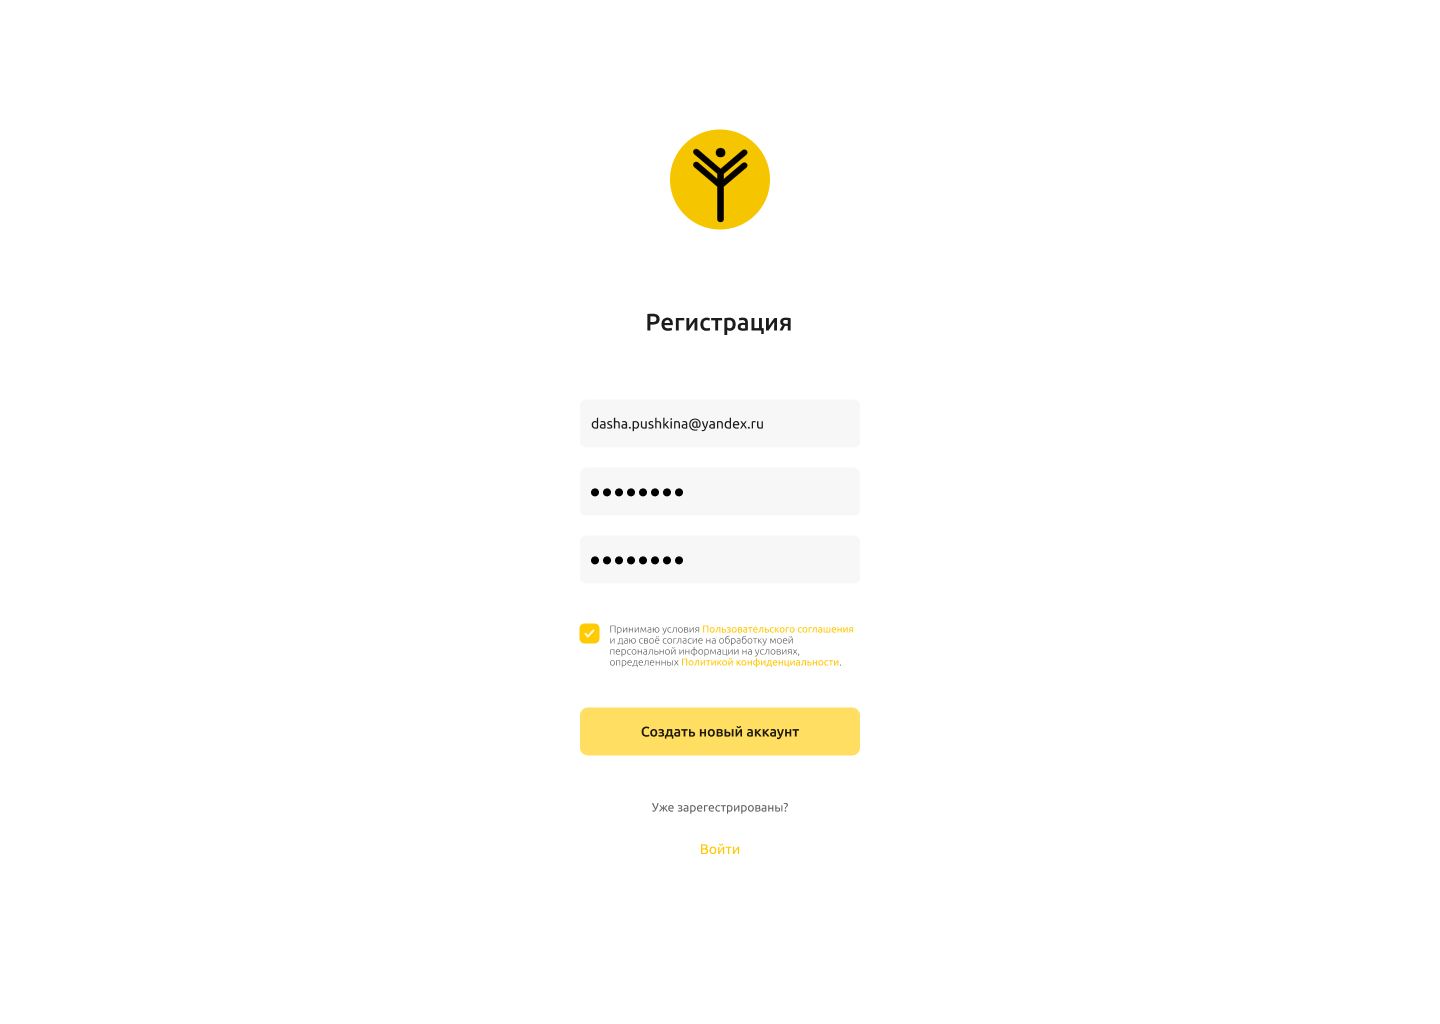 Регистрация
dasha.pushkina@yandex.ru
••••••••
••••••••
Принимаю условия Пользовательского соглашения
и даю своё согласие на обработку моей
персональной информации на условиях,
определенных Политикой конфиденциальности.
Создать новый аккаунт
Уже зарегестрированы?
Войти